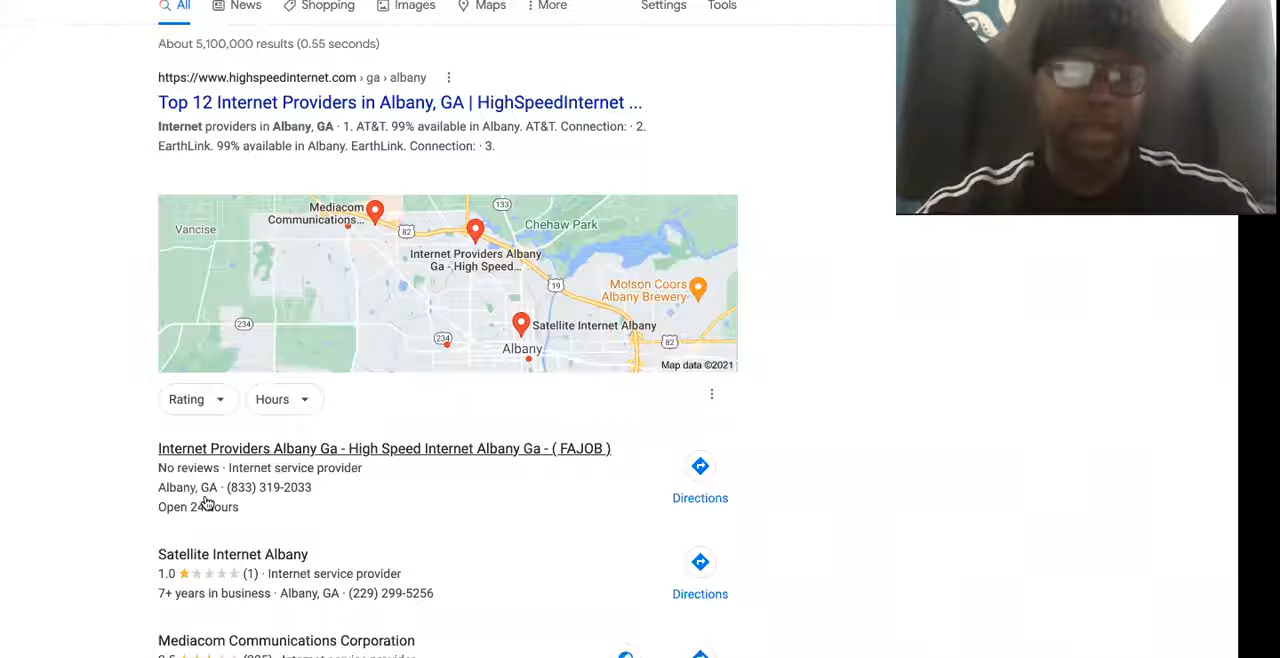 All News Shopping Images Maps More Settings Tools
About 5,100,000 results (0.55 seconds)
https://www.highspeedinternet.com › ga › albany
Top 12 Internet Providers in Albany, GA | HighSpeedInternet ...
Internet providers in Albany, GA · 1. AT&T. 99% available in Albany. AT&T. Connection: · 2.
EarthLink. 99% available in Albany. EarthLink. Connection: · 3.
Mediacom
Communications...
133
82
Vancise
Chehaw Park
Internet Providers Albany
Ga - High Speed...
19
Molson Coors
Albany Brewery
234
Satellite Internet Albany
234
82
Albany
Map data ©2021
Rating Hours
Internet Providers Albany Ga - High Speed Internet Albany Ga - ( FAJOB )
No reviews · Internet service provider
Albany, GA · (833) 319-2033
Open 24 hours
Directions
Satellite Internet Albany
1.0 (1) · Internet service provider
7+ years in business · Albany, GA · (229) 299-5256
Directions
Mediacom Communications Corporation